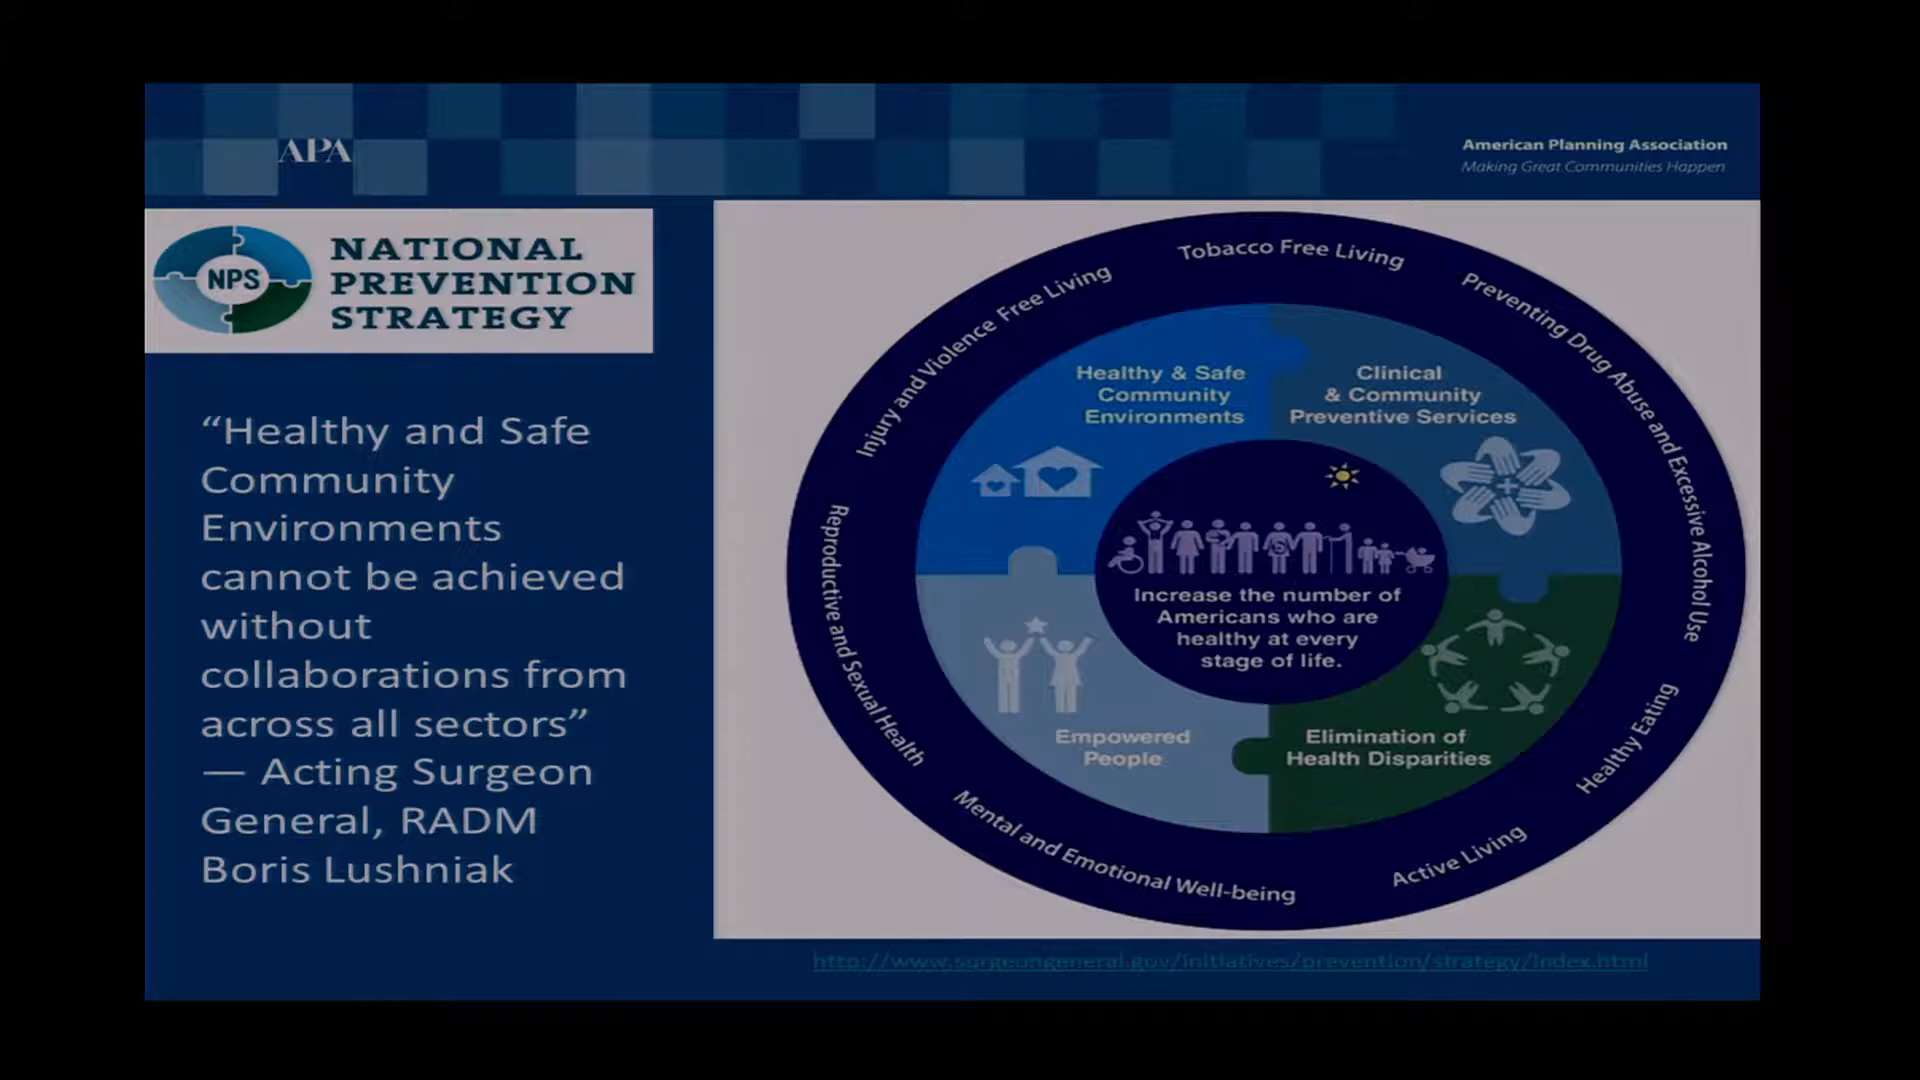 APA
American Planning Association
Making Great Communities Happen
NPS
NATIONAL
PREVENTION
STRATEGY
“Healthy and Safe
Community
Environments
cannot be achieved
without
collaborations from
across all sectors”
— Acting Surgeon
General, RADM
Boris Lushniak
Tobacco Free Living
Preventing Drug Abuse and Excessive Alcohol Use
Healthy Eating
Active Living
Mental and Emotional Well-being
Reproductive and Sexual Health
Injury and Violence Free Living
Healthy & Safe
Community
Environments
Clinical
& Community
Preventive Services
Increase the number of
Americans who are
healthy at every
stage of life.
Empowered
People
Elimination of
Health Disparities
http://www.surgeongeneral.gov/initiatives/prevention/strategy/index.html